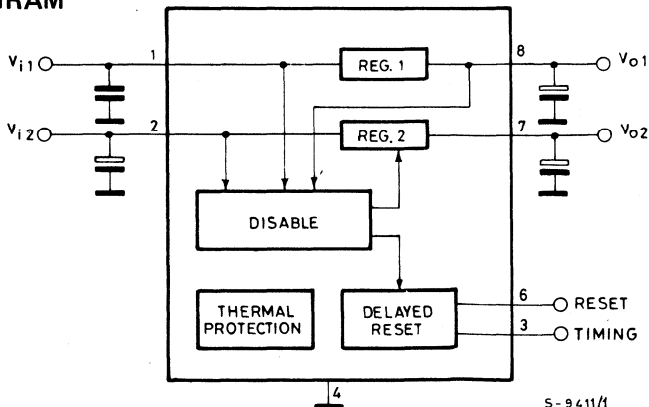 RAM
Vi1
1
REG. 1
8
Vo1
Vi2
2
REG. 2
7
Vo2
DISABLE
THERMAL
PROTECTION
DELAYED
RESET
6
RESET
3
TIMING
4
S-9411/1